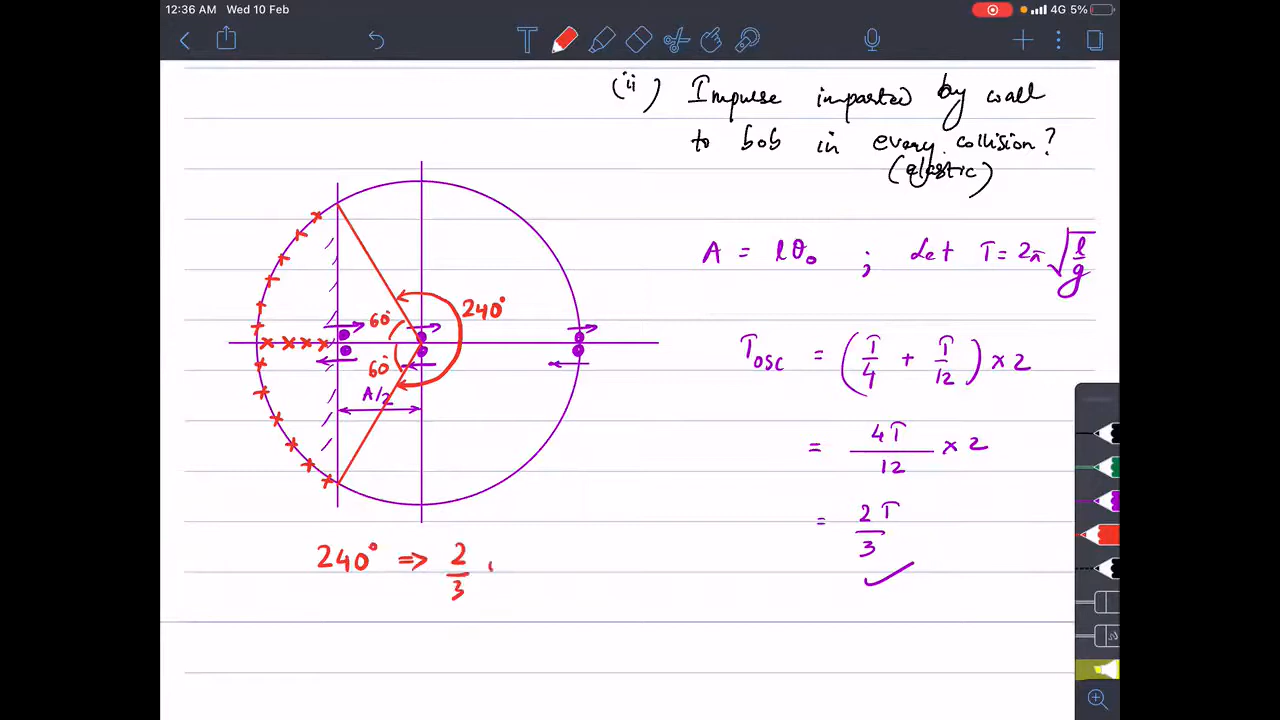 12:36 AM Wed 10 Feb
4G 5%
(ii) Impulse imparted by wall
to bob in every collision?
(elastic)
A = lθ₀ ; Let T = 2π√(l/g)
240°
60°
60°
A/2
Tosc = (T/4 + T/12) × 2
= 4T/12 × 2
= 2T/3
240° ⇒ 2/3